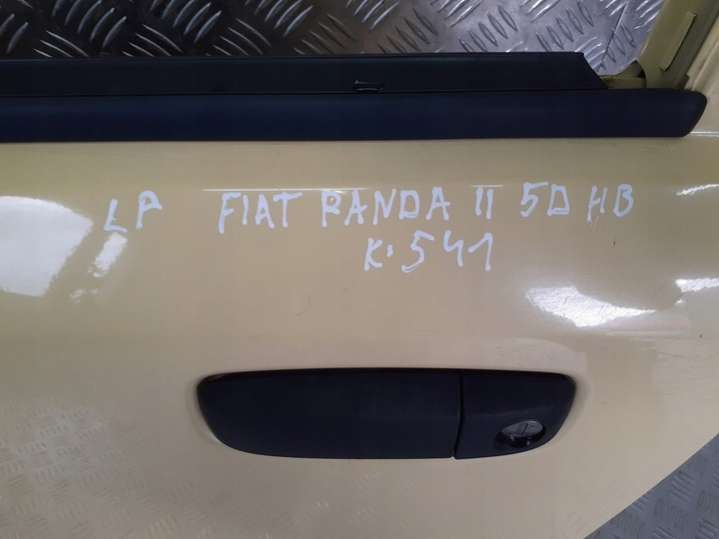 LP FIAT PANDA II 5D HB
K. 541